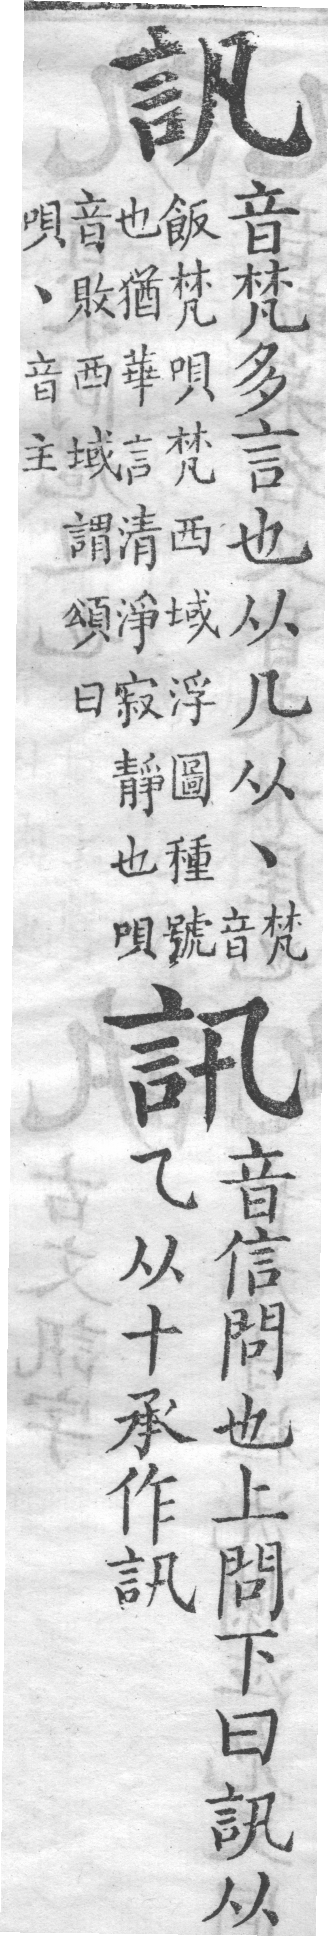 訉
音梵多言也从几从丶
梵
音
飯梵唄梵西域浮圖種號
也猶華言清淨寂靜也唄
音敗西域謂頌曰
唄丶音主
訊
音信問也上問下曰訊从
乙从十承作訊